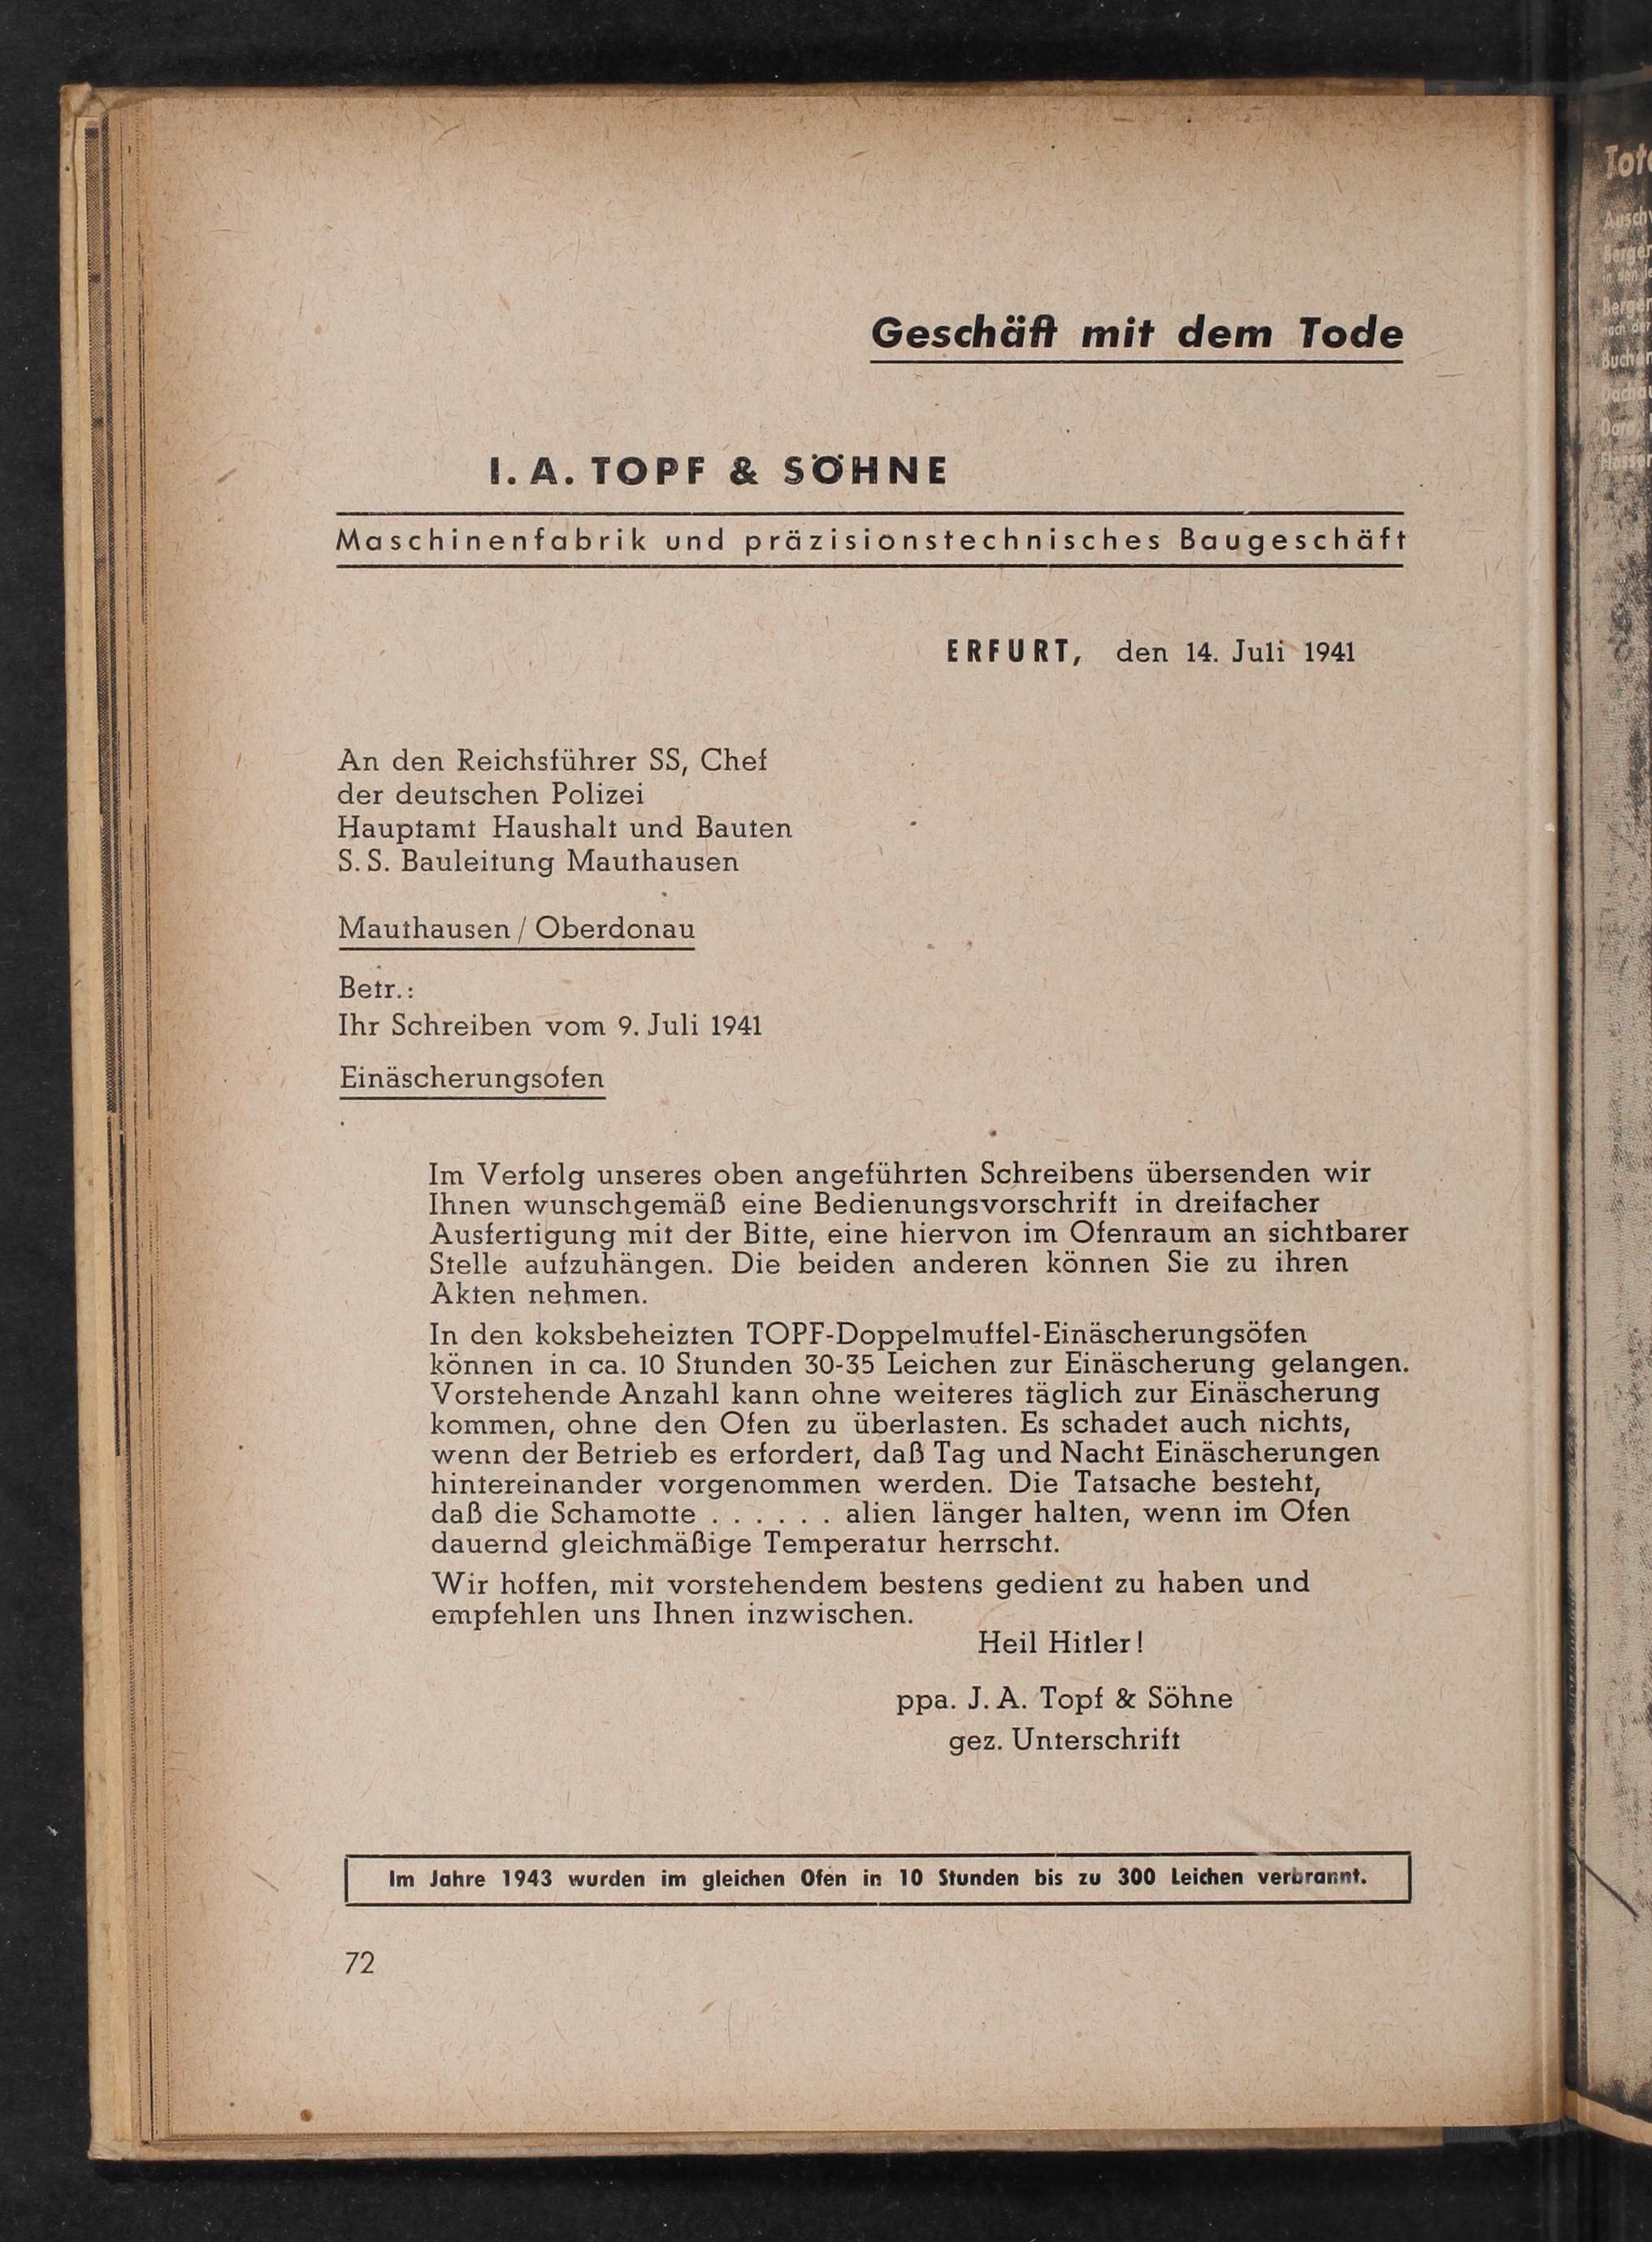 Geschäft mit dem Tode
I. A. TOPF & SÖHNE
Maschinenfabrik und präzisionstechnisches Baugeschäft
ERFURT, den 14. Juli 1941
An den Reichsführer SS, Chef
der deutschen Polizei
Hauptamt Haushalt und Bauten
S. S. Bauleitung Mauthausen
Mauthausen / Oberdonau
Betr.:
Ihr Schreiben vom 9. Juli 1941
Einäscherungsofen
Im Verfolg unseres oben angeführten Schreibens übersenden wir
Ihnen wunschgemäß eine Bedienungsvorschrift in dreifacher
Ausfertigung mit der Bitte, eine hiervon im Ofenraum an sichtbarer
Stelle aufzuhängen. Die beiden anderen können Sie zu ihren
Akten nehmen.
In den koksbeheizten TOPF-Doppelmuffel-Einäscherungsöfen
können in ca. 10 Stunden 30-35 Leichen zur Einäscherung gelangen.
Vorstehende Anzahl kann ohne weiteres täglich zur Einäscherung
kommen, ohne den Ofen zu überlasten. Es schadet auch nichts,
wenn der Betrieb es erfordert, daß Tag und Nacht Einäscherungen
hintereinander vorgenommen werden. Die Tatsache besteht,
daß die Schamotte . . . . . . alien länger halten, wenn im Ofen
dauernd gleichmäßige Temperatur herrscht.
Wir hoffen, mit vorstehendem bestens gedient zu haben und
empfehlen uns Ihnen inzwischen.
Heil Hitler!
ppa. J. A. Topf & Söhne
gez. Unterschrift
Im Jahre 1943 wurden im gleichen Ofen in 10 Stunden bis zu 300 Leichen verbrannt.
72